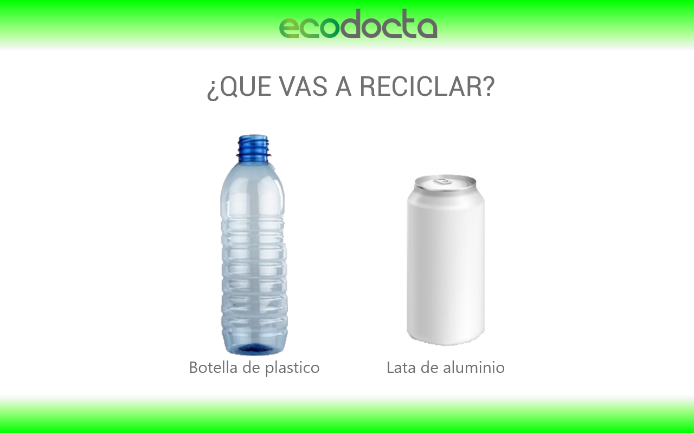 ecodocta
¿QUE VAS A RECICLAR?
Botella de plastico
Lata de aluminio